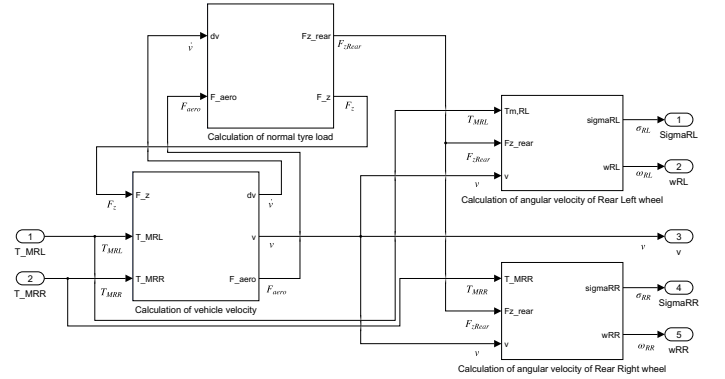 dv
Fz_rear
v̇
F_zRear
F_aero
F_aero
F_z
F_z
Calculation of normal tyre load
Tm,RL
T_MRL
sigmaRL
σ_RL
1
SigmaRL
Fz_rear
F_zRear
wRL
ω_RL
2
wRL
v
v
Calculation of angular velocity of Rear Left wheel
F_z
F_z
dv
v̇
1
T_MRL
T_MRL
T_MRL
v
v
v
3
v
2
T_MRR
T_MRR
T_MRR
F_aero
F_aero
Calculation of vehicle velocity
T_MRR
T_MRR
sigmaRR
σ_RR
4
SigmaRR
Fz_rear
F_zRear
wRR
ω_RR
5
wRR
v
v
Calculation of angular velocity of Rear Right wheel